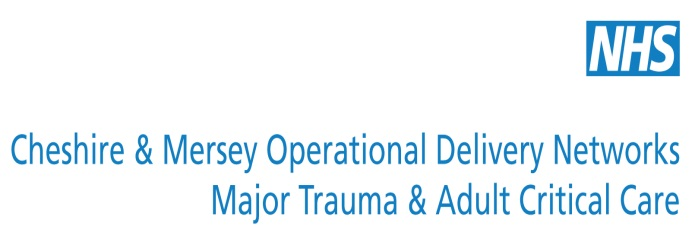 NHS
Cheshire & Mersey Operational Delivery Networks
Major Trauma & Adult Critical Care